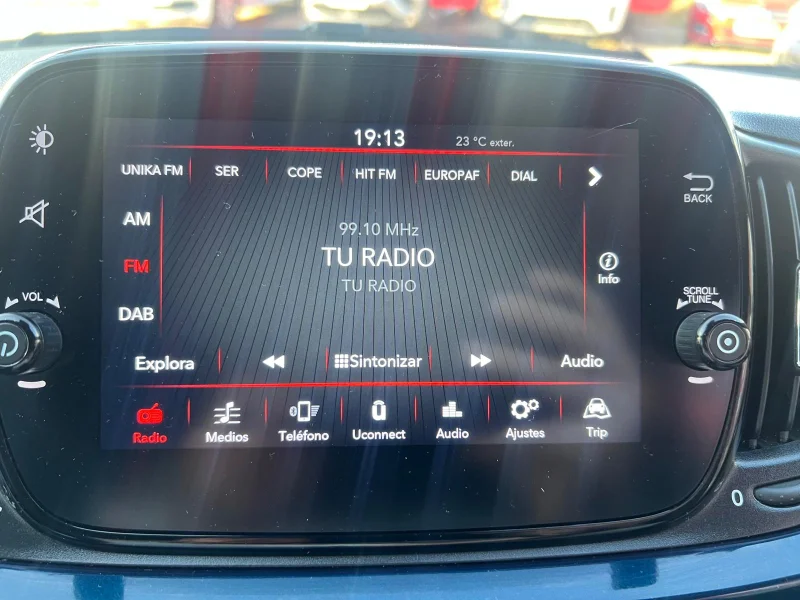 19:13 23 °C exter.
UNIKA FM SER COPE HIT FM EUROPAF DIAL
BACK
AM
99.10 MHz
TU RADIO
FM
TU RADIO
Info
VOL
SCROLL
TUNE
DAB
Explora Sintonizar Audio
Radio Medios Teléfono Uconnect Audio Ajustes Trip
0